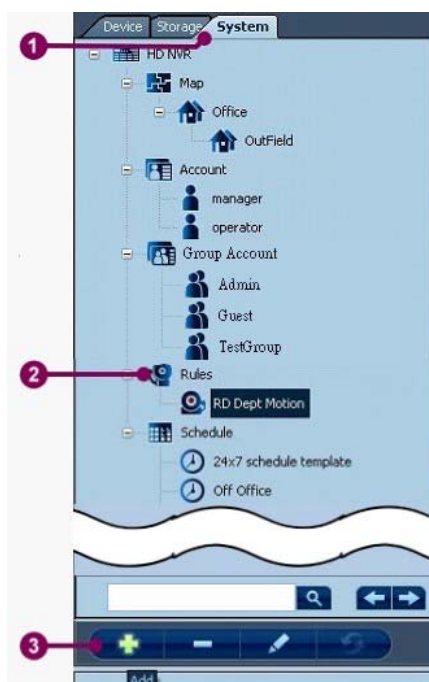 Device Storage System
1
HD NVR
Map
Office
OutField
Account
manager
operator
Group Account
Admin
Guest
TestGroup
2
Rules
RD Dept Motion
Schedule
24x7 schedule template
Off Office
3
Add